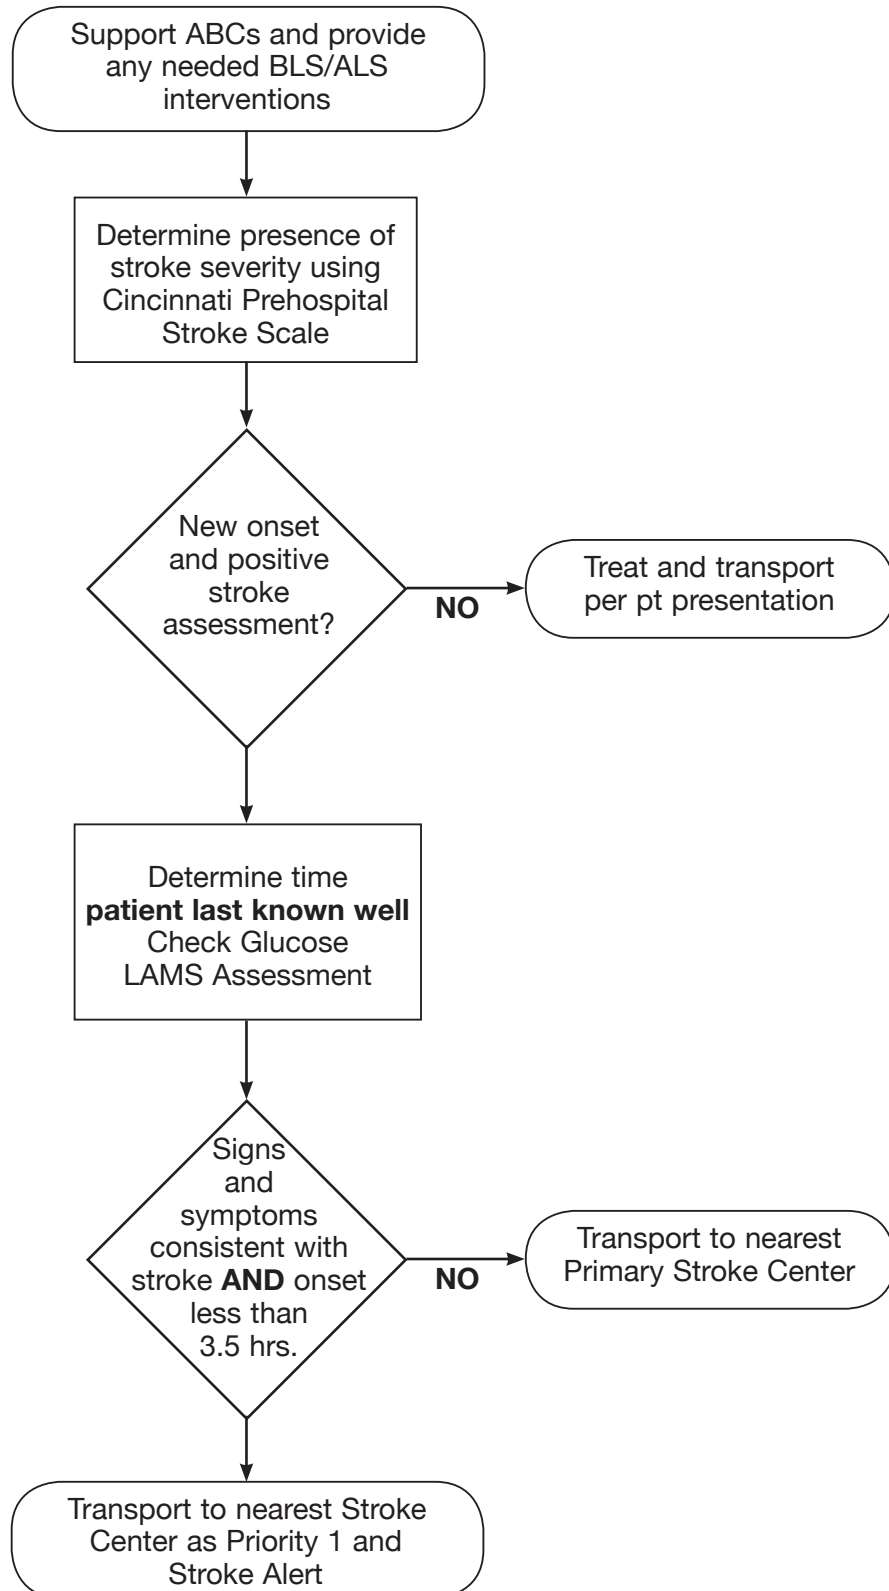 Support ABCs and provide
any needed BLS/ALS
interventions
Determine presence of
stroke severity using
Cincinnati Prehospital
Stroke Scale
New onset
and positive
stroke
assessment?
NO
Treat and transport
per pt presentation
Determine time
patient last known well
Check Glucose
LAMS Assessment
Signs
and
symptoms
consistent with
stroke AND onset
less than
3.5 hrs.
NO
Transport to nearest
Primary Stroke Center
Transport to nearest Stroke
Center as Priority 1 and
Stroke Alert